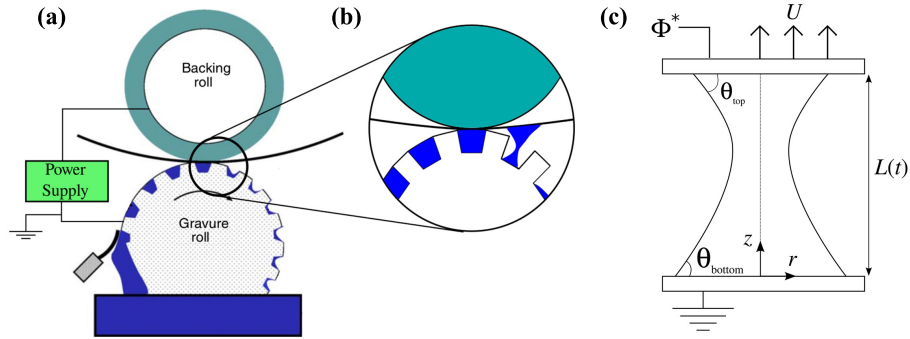 (a)
Backing
roll
Power
Supply
Gravure
roll
(b)
(c)
Φ*
U
θtop
L(t)
z
r
θbottom